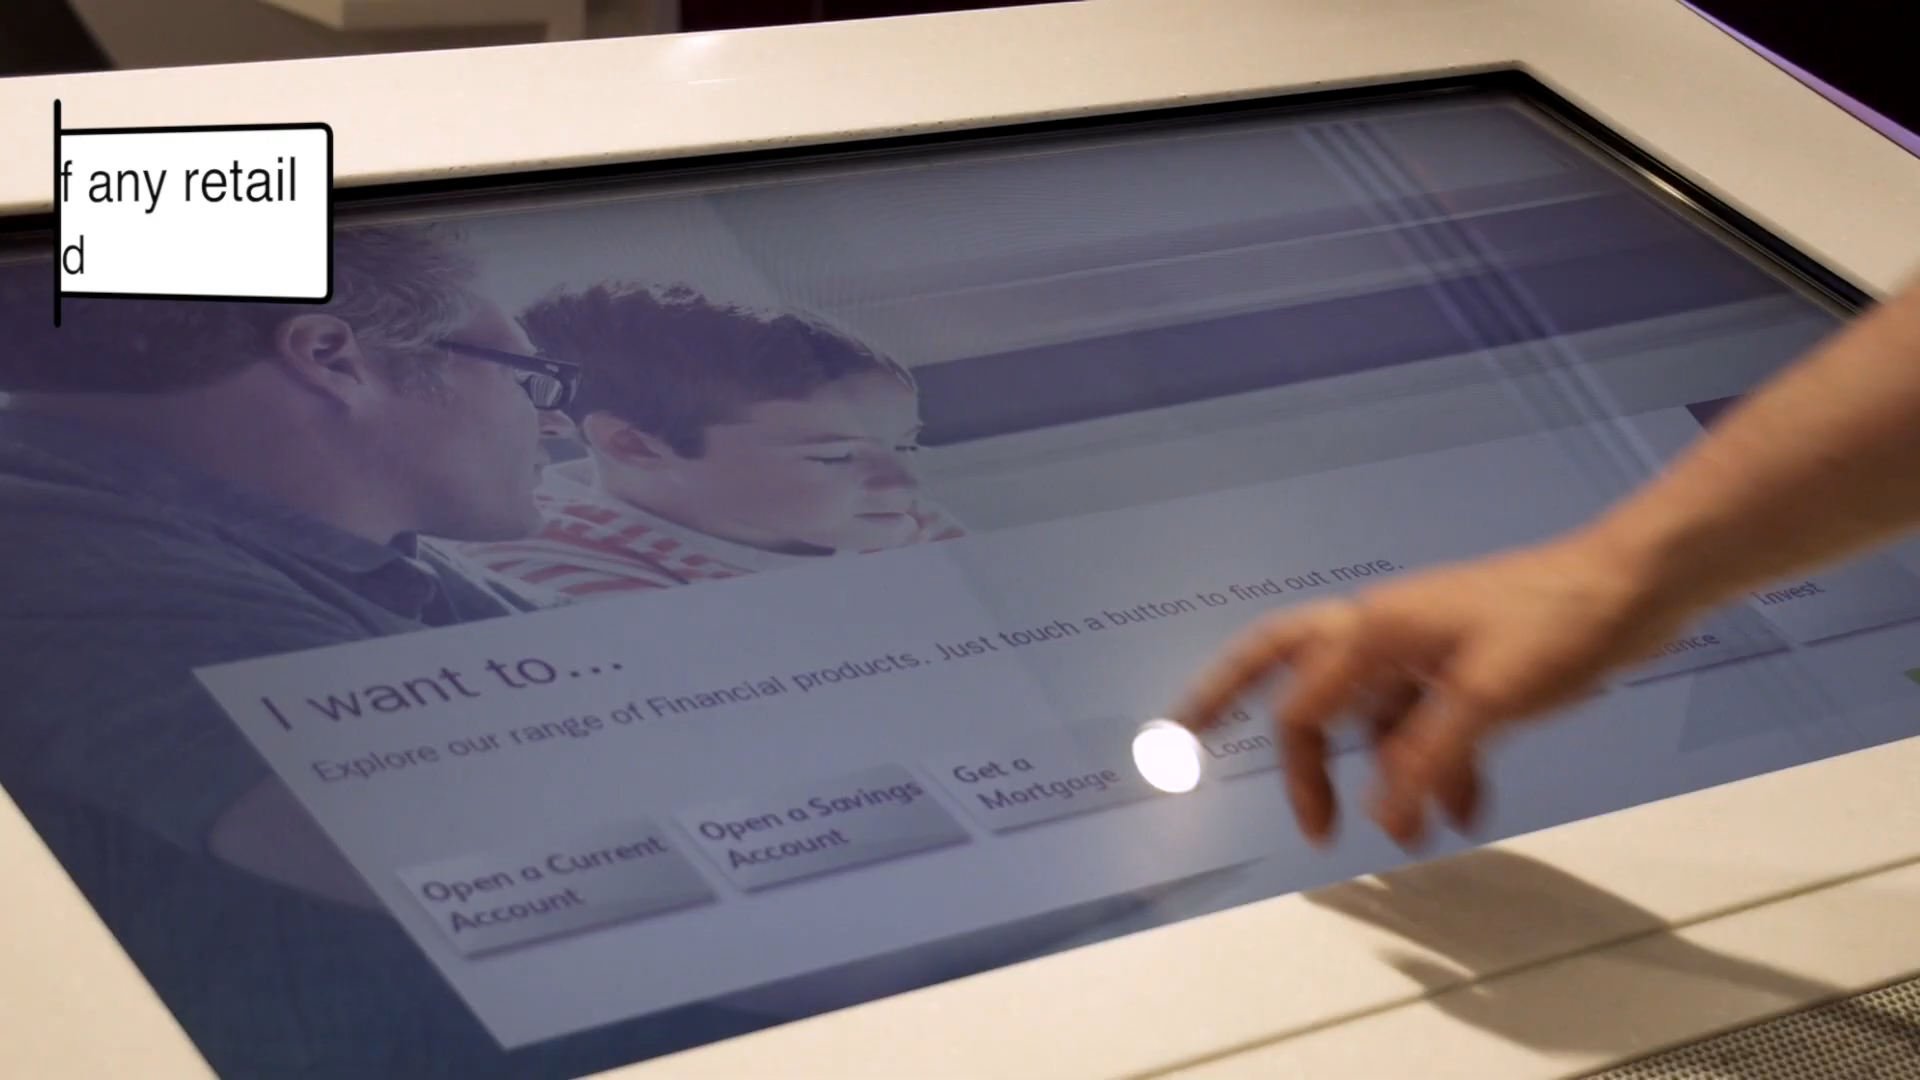 f any retail
d
I want to...
Explore our range of Financial products. Just touch a button to find out more.
Open a Current
Account
Open a Savings
Account
Get a
Mortgage
a
Loan
Invest